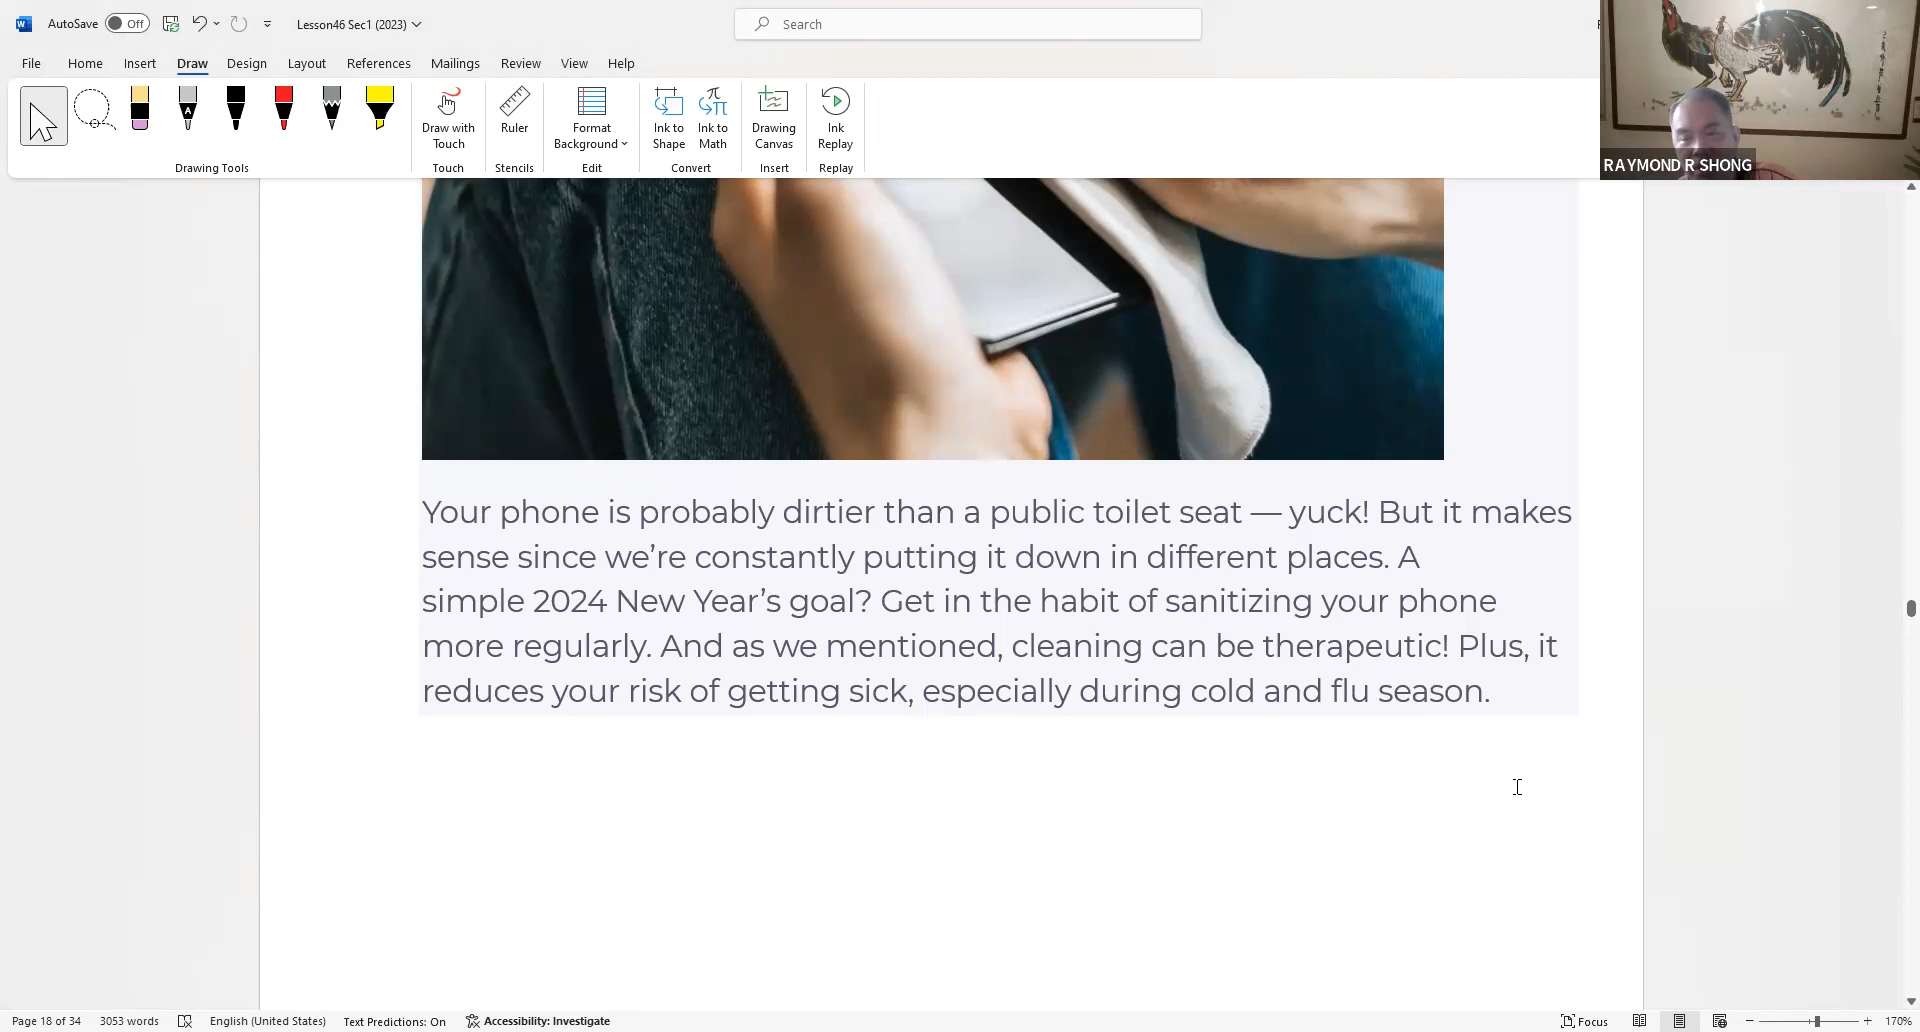 AutoSave Off Lesson46 Sec1 (2023) Search
File Home Insert Draw Design Layout References Mailings Review View Help
Draw with Touch
Ruler
Format Background
Ink to Shape
Ink to Math
Drawing Canvas
Ink Replay
Drawing Tools Touch Stencils Edit Convert Insert Replay
RAYMOND R SHONG
Your phone is probably dirtier than a public toilet seat — yuck! But it makes
sense since we’re constantly putting it down in different places. A
simple 2024 New Year’s goal? Get in the habit of sanitizing your phone
more regularly. And as we mentioned, cleaning can be therapeutic! Plus, it
reduces your risk of getting sick, especially during cold and flu season.
Page 18 of 34 3053 words English (United States) Text Predictions: On Accessibility: Investigate Focus 170%